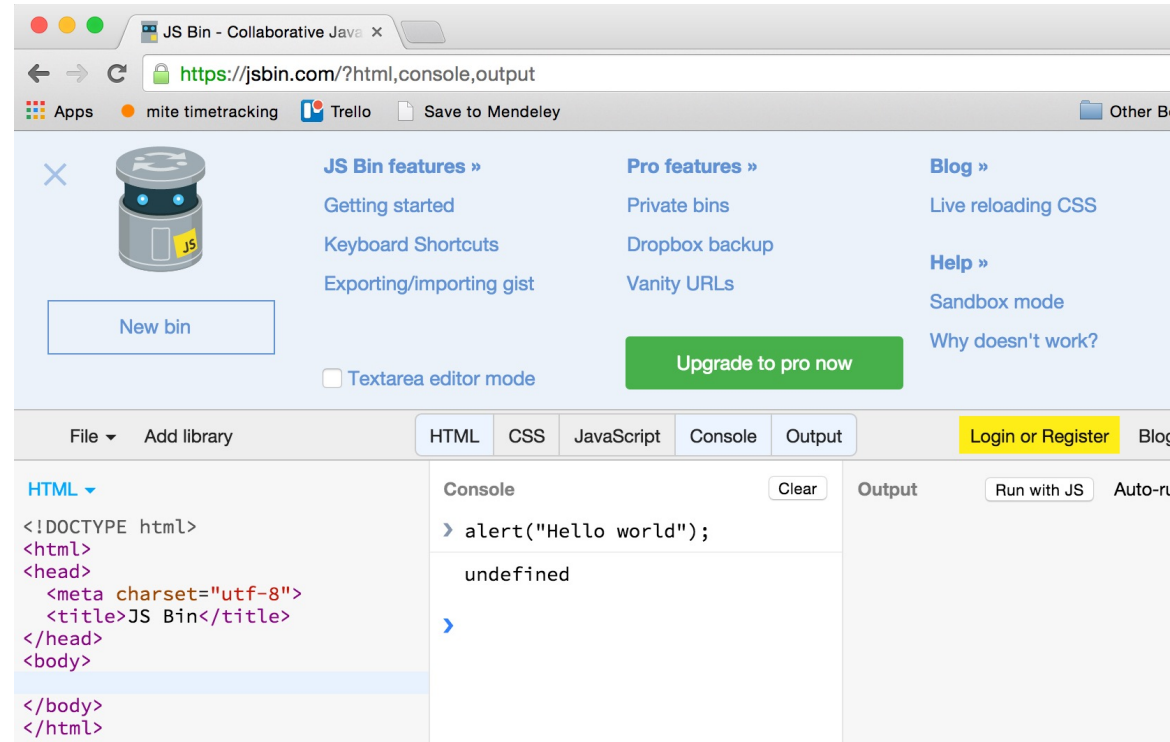 JS Bin - Collaborative Java
https://jsbin.com/?html,console,output
Apps mite timetracking Trello Save to Mendeley Other Bo
JS
New bin
JS Bin features »
Getting started
Keyboard Shortcuts
Exporting/importing gist
Textarea editor mode
Pro features »
Private bins
Dropbox backup
Vanity URLs
Upgrade to pro now
Blog »
Live reloading CSS
Help »
Sandbox mode
Why doesn't work?
File Add library HTML CSS JavaScript Console Output Login or Register Blog
HTML
<!DOCTYPE html>
<html>
<head>
<meta charset="utf-8">
<title>JS Bin</title>
</head>
<body>
</body>
</html>
Console Clear
alert("Hello world");
undefined
Output Run with JS Auto-ru